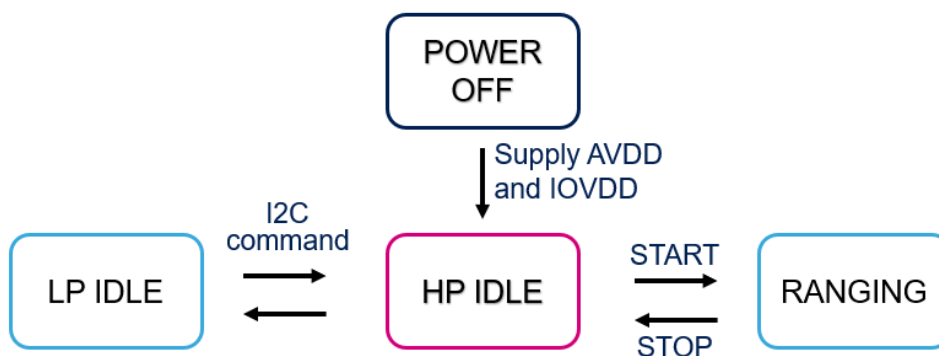 POWER
OFF
Supply AVDD
and IOVDD
I2C
command
LP IDLE
HP IDLE
START
STOP
RANGING